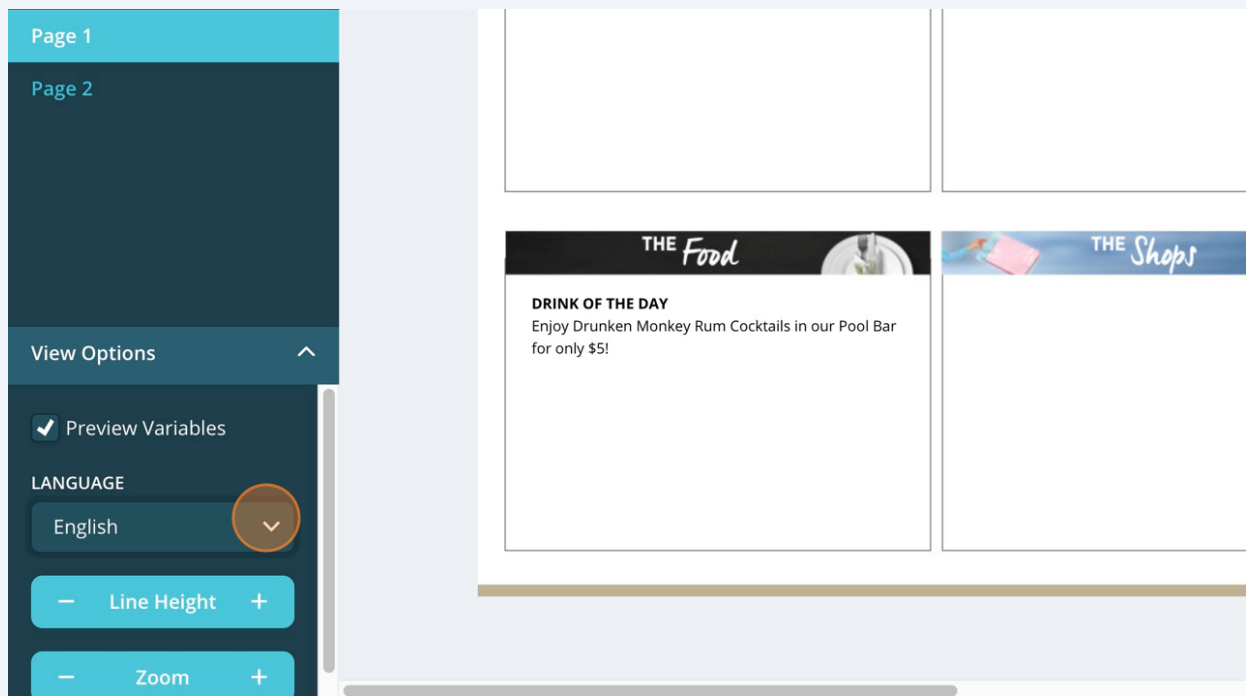 Page 1
Page 2
View Options
Preview Variables
LANGUAGE
English
− Line Height +
− Zoom +
THE Food
DRINK OF THE DAY
Enjoy Drunken Monkey Rum Cocktails in our Pool Bar
for only $5!
THE Shops